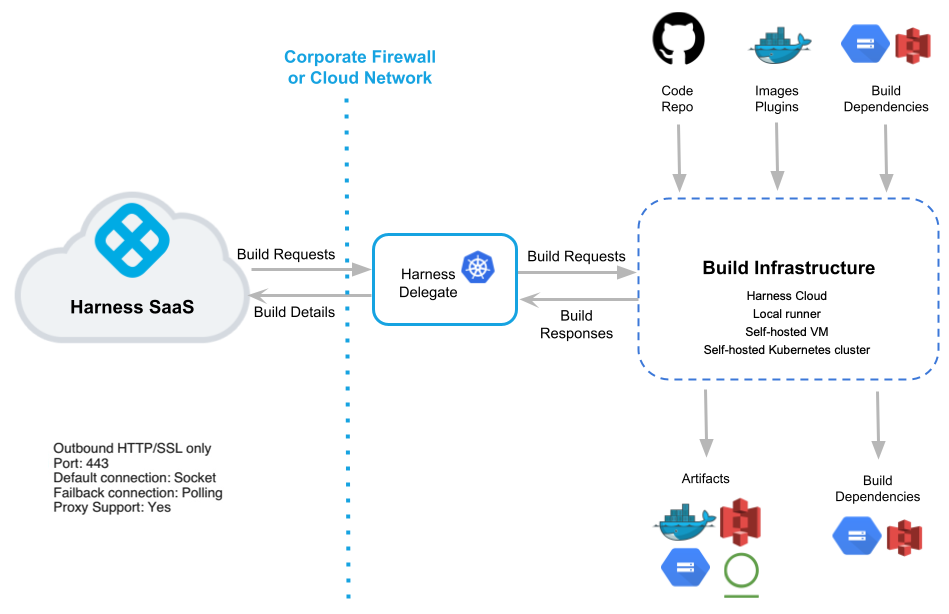 Corporate Firewall
or Cloud Network
Code
Repo
Images
Plugins
Build
Dependencies
Harness SaaS
Build Requests
Build Details
Harness
Delegate
Build Requests
Build
Responses
Build Infrastructure
Harness Cloud
Local runner
Self-hosted VM
Self-hosted Kubernetes cluster
Outbound HTTP/SSL only
Port: 443
Default connection: Socket
Failback connection: Polling
Proxy Support: Yes
Artifacts
Build
Dependencies